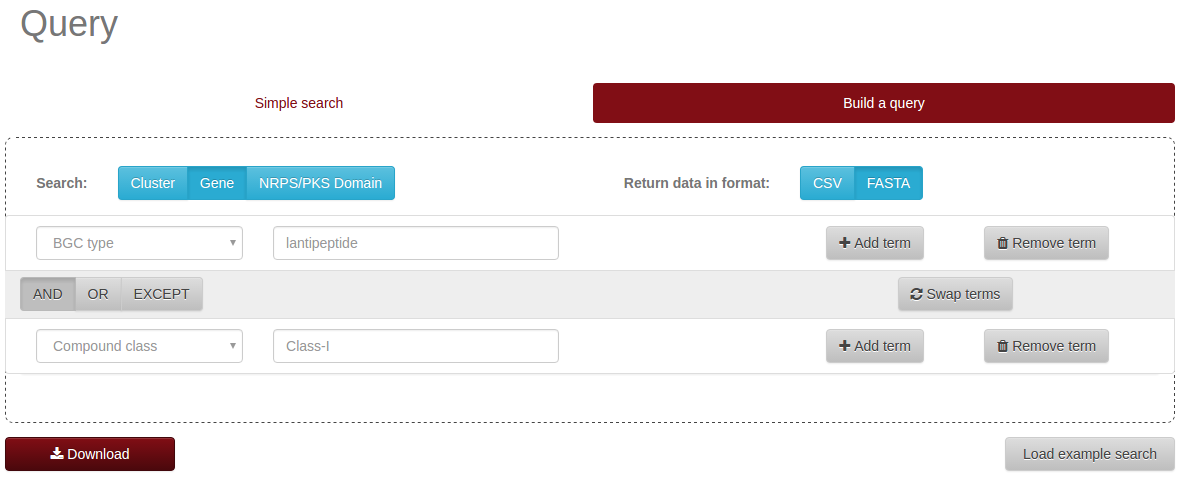 Query
Simple search
Build a query
Search: Cluster Gene NRPS/PKS Domain Return data in format: CSV FASTA
BGC type lantipeptide Add term Remove term
AND OR EXCEPT Swap terms
Compound class Class-I Add term Remove term
Download Load example search